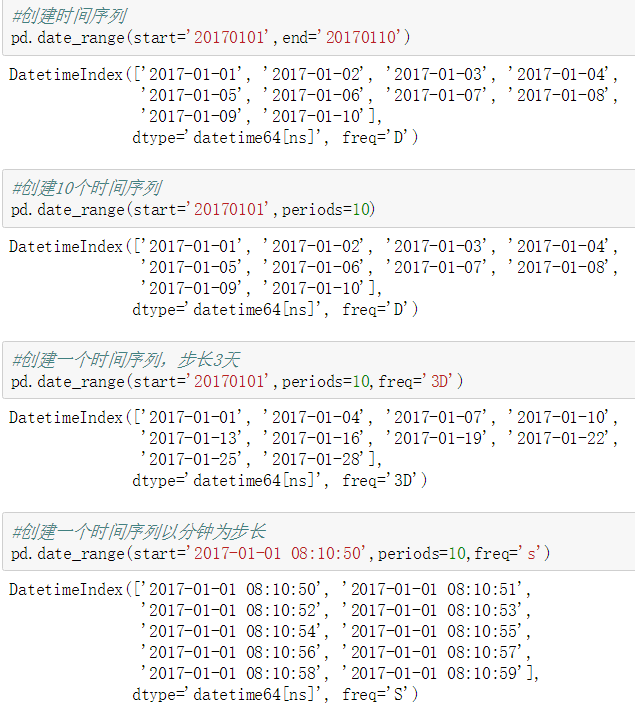 #创建时间序列
pd.date_range(start='20170101',end='20170110')
DatetimeIndex(['2017-01-01', '2017-01-02', '2017-01-03', '2017-01-04',
'2017-01-05', '2017-01-06', '2017-01-07', '2017-01-08',
'2017-01-09', '2017-01-10'],
dtype='datetime64[ns]', freq='D')
#创建10个时间序列
pd.date_range(start='20170101',periods=10)
DatetimeIndex(['2017-01-01', '2017-01-02', '2017-01-03', '2017-01-04',
'2017-01-05', '2017-01-06', '2017-01-07', '2017-01-08',
'2017-01-09', '2017-01-10'],
dtype='datetime64[ns]', freq='D')
#创建一个时间序列，步长3天
pd.date_range(start='20170101',periods=10,freq='3D')
DatetimeIndex(['2017-01-01', '2017-01-04', '2017-01-07', '2017-01-10',
'2017-01-13', '2017-01-16', '2017-01-19', '2017-01-22',
'2017-01-25', '2017-01-28'],
dtype='datetime64[ns]', freq='3D')
#创建一个时间序列以分钟为步长
pd.date_range(start='2017-01-01 08:10:50',periods=10,freq='s')
DatetimeIndex(['2017-01-01 08:10:50', '2017-01-01 08:10:51',
'2017-01-01 08:10:52', '2017-01-01 08:10:53',
'2017-01-01 08:10:54', '2017-01-01 08:10:55',
'2017-01-01 08:10:56', '2017-01-01 08:10:57',
'2017-01-01 08:10:58', '2017-01-01 08:10:59'],
dtype='datetime64[ns]', freq='S')